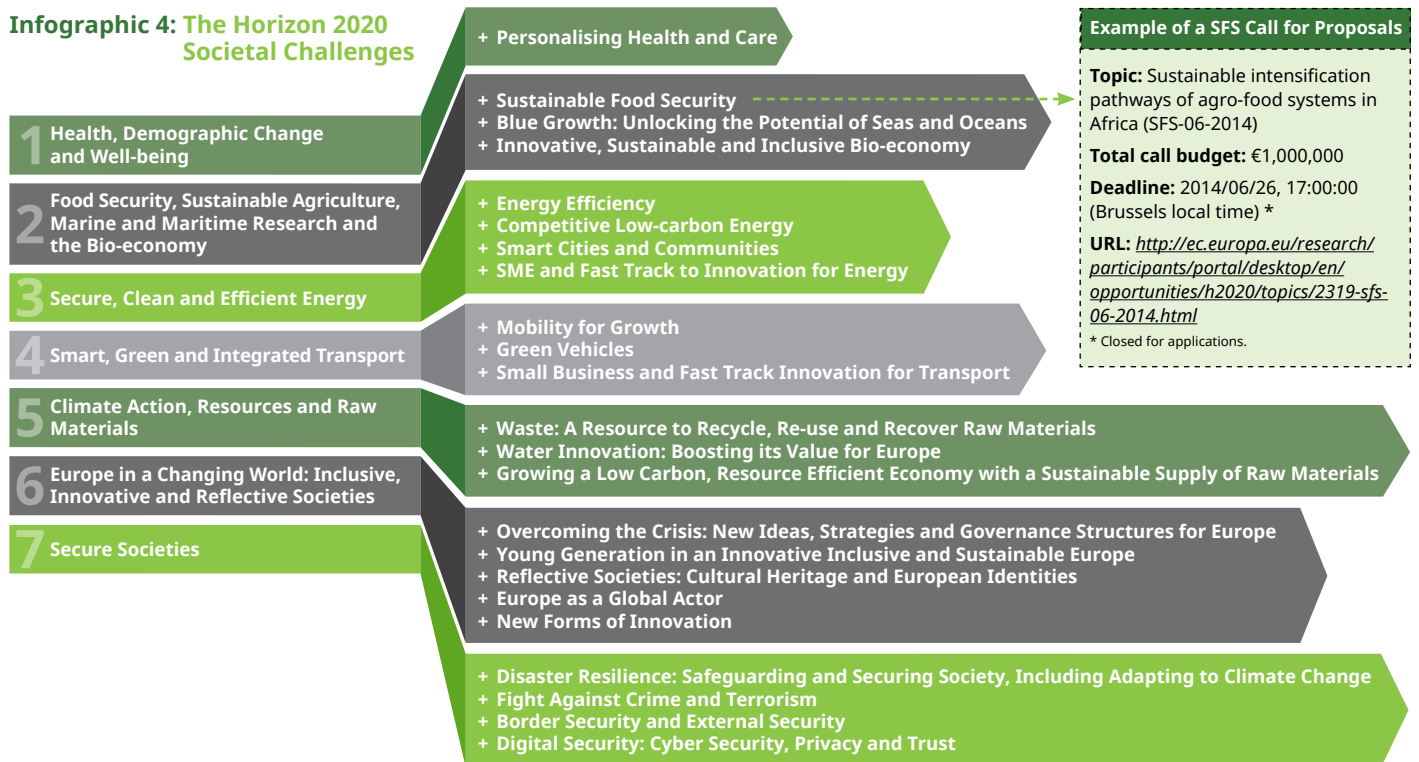 Infographic 4: The Horizon 2020
Societal Challenges
1 Health, Demographic Change
and Well-being
2 Food Security, Sustainable Agriculture,
Marine and Maritime Research and
the Bio-economy
3 Secure, Clean and Efficient Energy
4 Smart, Green and Integrated Transport
5 Climate Action, Resources and Raw
Materials
6 Europe in a Changing World: Inclusive,
Innovative and Reflective Societies
7 Secure Societies
+ Personalising Health and Care
+ Sustainable Food Security
+ Blue Growth: Unlocking the Potential of Seas and Oceans
+ Innovative, Sustainable and Inclusive Bio-economy
+ Energy Efficiency
+ Competitive Low-carbon Energy
+ Smart Cities and Communities
+ SME and Fast Track to Innovation for Energy
+ Mobility for Growth
+ Green Vehicles
+ Small Business and Fast Track Innovation for Transport
+ Waste: A Resource to Recycle, Re-use and Recover Raw Materials
+ Water Innovation: Boosting its Value for Europe
+ Growing a Low Carbon, Resource Efficient Economy with a Sustainable Supply of Raw Materials
+ Overcoming the Crisis: New Ideas, Strategies and Governance Structures for Europe
+ Young Generation in an Innovative Inclusive and Sustainable Europe
+ Reflective Societies: Cultural Heritage and European Identities
+ Europe as a Global Actor
+ New Forms of Innovation
+ Disaster Resilience: Safeguarding and Securing Society, Including Adapting to Climate Change
+ Fight Against Crime and Terrorism
+ Border Security and External Security
+ Digital Security: Cyber Security, Privacy and Trust
Example of a SFS Call for Proposals
Topic: Sustainable intensification
pathways of agro-food systems in
Africa (SFS-06-2014)
Total call budget: €1,000,000
Deadline: 2014/06/26, 17:00:00
(Brussels local time) *
URL: http://ec.europa.eu/research/
participants/portal/desktop/en/
opportunities/h2020/topics/2319-sfs-
06-2014.html
* Closed for applications.